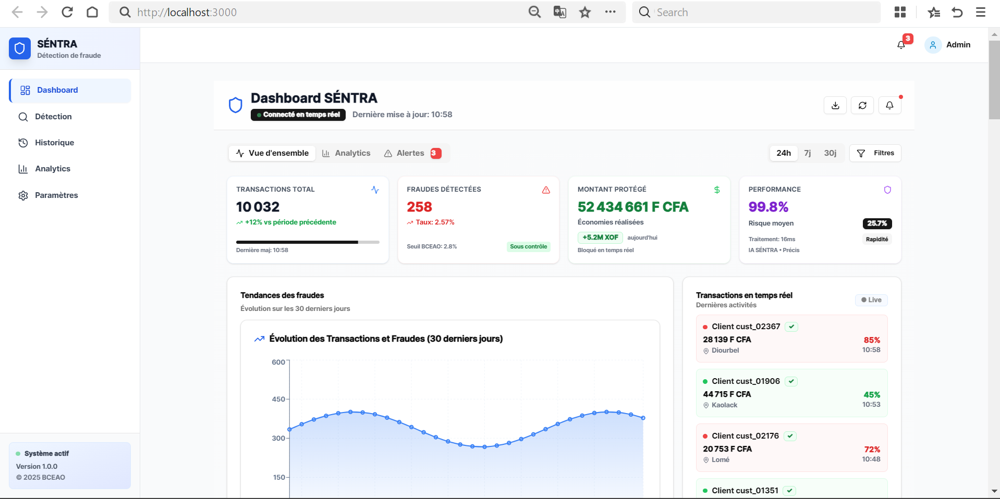 http://localhost:3000
Search
SÉNTRA
Détection de fraude
3
Admin
Dashboard
Détection
Historique
Analytics
Paramètres
Système actif
Version 1.0.0
© 2025 BCEAO
Dashboard SÉNTRA
Connecté en temps réel
Dernière mise à jour: 10:58
Vue d'ensemble
Analytics
Alertes
3
24h
7j
30j
Filtres
TRANSACTIONS TOTAL
10 032
+12% vs période précédente
Dernière maj: 10:58
FRAUDES DÉTECTÉES
258
Taux: 2.57%
Seuil BCEAO: 2.8%
Sous contrôle
MONTANT PROTÉGÉ
$
52 434 661 F CFA
Économies réalisées
+5.2M XOF
aujourd'hui
Bloqué en temps réel
PERFORMANCE
99.8%
Risque moyen
25.7%
Traitement: 16ms
Rapidité
IA SÉNTRA • Précis
Tendances des fraudes
Évolution sur les 30 derniers jours
Évolution des Transactions et Fraudes (30 derniers jours)
600
450
300
150
Transactions en temps réel
Dernières activités
Live
Client cust_02367
28 139 F CFA
85%
Diourbel
10:58
Client cust_01906
44 715 F CFA
45%
Kaolack
10:53
Client cust_02176
20 753 F CFA
72%
Lomé
10:48
Client cust_01351